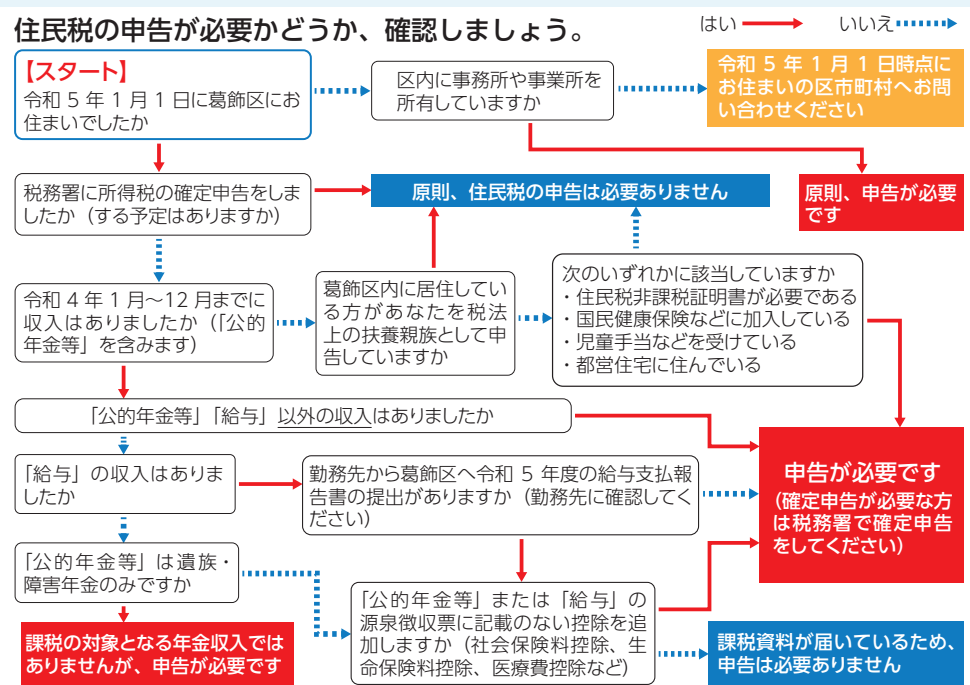 住民税の申告が必要かどうか、確認しましょう。
はい
いいえ
【スタート】
令和5年1月1日に葛飾区にお
住まいでしたか
区内に事務所や事業所を
所有していますか
令和5年1月1日時点に
お住まいの区市町村へお問
い合わせください
税務署に所得税の確定申告をしま
したか（する予定はありますか）
原則、住民税の申告は必要ありません
原則、申告が必要
です
令和4年1月～12月までに
収入はありましたか（「公的
年金等」を含みます）
葛飾区内に居住してい
る方があなたを税法
上の扶養親族として申
告していますか
次のいずれかに該当していますか
・住民税非課税証明書が必要である
・国民健康保険などに加入している
・児童手当などを受けている
・都営住宅に住んでいる
「公的年金等」「給与」以外の収入はありましたか
「給与」の収入はありま
したか
勤務先から葛飾区へ令和5年度の給与支払報
告書の提出がありますか（勤務先に確認してく
ださい）
申告が必要です
（確定申告が必要な方
は税務署で確定申告
をしてください）
「公的年金等」は遺族・
障害年金のみですか
「公的年金等」または「給与」の
源泉徴収票に記載のない控除を
追加しますか（社会保険料控除、生
命保険料控除、医療費控除など）
課税の対象となる年金収入では
ありませんが、申告が必要です
課税資料が届いているため、
申告は必要ありません